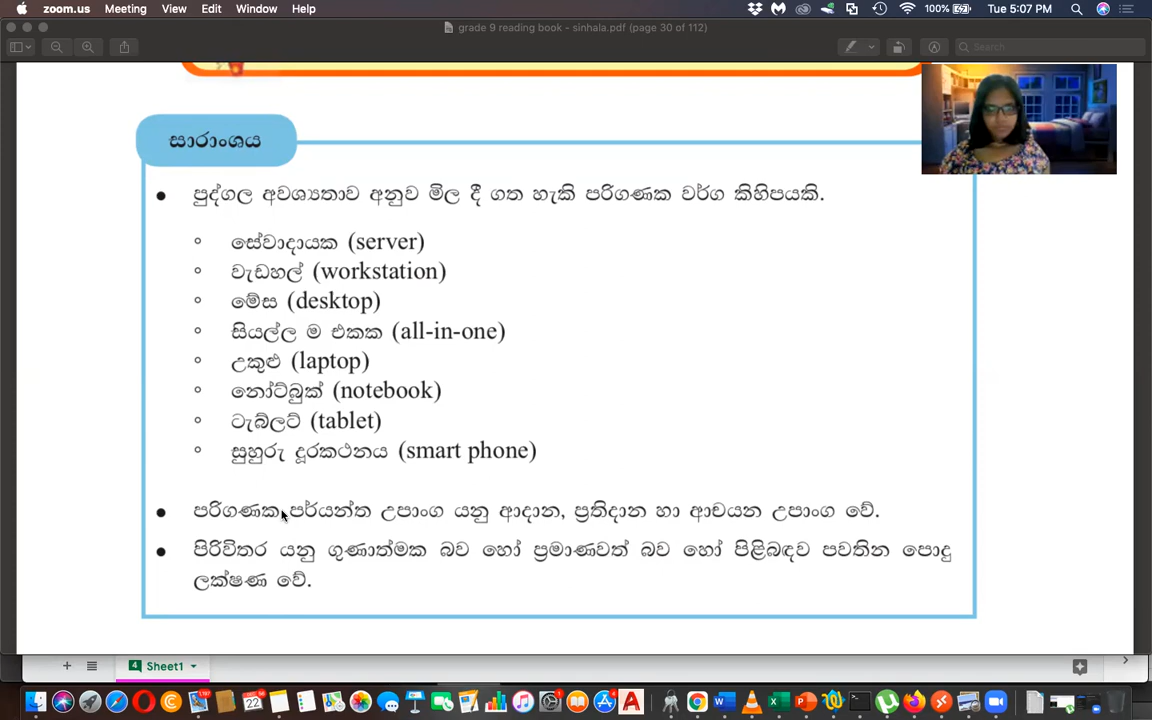 zoom.us Meeting View Edit Window Help 100% Tue 5:07 PM
grade 9 reading book - sinhala.pdf (page 30 of 112)
Search
සාරාංශය
පුද්ගල අවශ්‍යතාව අනුව මිල දී ගත හැකි පරිගණක වර්ග කිහිපයකි.
සේවාදායක (server)
වැඩහල් (workstation)
මේස (desktop)
සියල්ල ම එකක (all-in-one)
උකුළු (laptop)
නෝට්බුක් (notebook)
ටැබ්ලට් (tablet)
සුහුරු දූරකථනය (smart phone)
පරිගණක පර්යන්ත උපාංග යනු ආදාන, ප්‍රතිදාන හා ආචයන උපාංග වේ.
පිරිවිතර යනු ගුණාත්මක බව හෝ ප්‍රමාණවත් බව හෝ පිළිබඳව පවතින පොදු
ලක්ෂණ වේ.
4 Sheet1